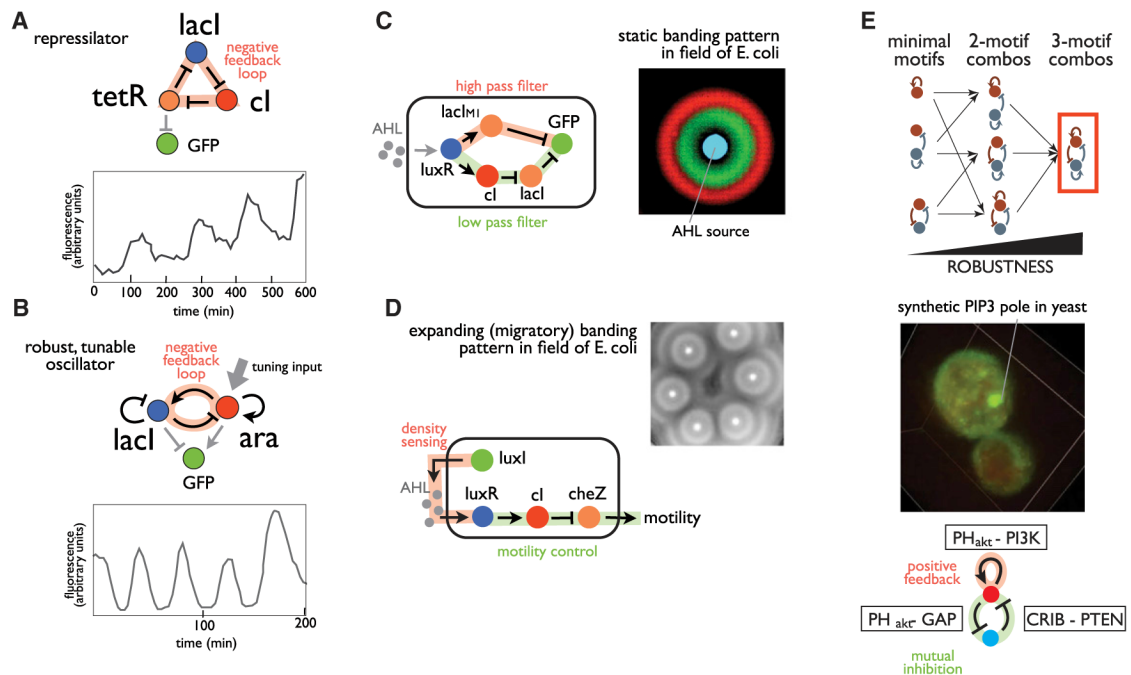 A
repressilator
lacI
negative
feedback
loop
tetR
cI
GFP
fluorescence
(arbitrary units)
0 100 200 300 400 500 600
time (min)
B
robust, tunable
oscillator
negative
feedback
loop
tuning input
lacI
ara
GFP
fluorescence
(arbitrary units)
100
200
time (min)
C
static banding pattern
in field of E. coli
high pass filter
AHL
lacIM1
GFP
luxR
cI
lacI
low pass filter
AHL source
D
expanding (migratory) banding
pattern in field of E. coli
density
sensing
luxI
AHL
luxR
cI
cheZ
motility
motility control
E
minimal
motifs
2-motif
combos
3-motif
combos
ROBUSTNESS
synthetic PIP3 pole in yeast
PHakt - PI3K
positive
feedback
PH akt- GAP
CRIB - PTEN
mutual
inhibition